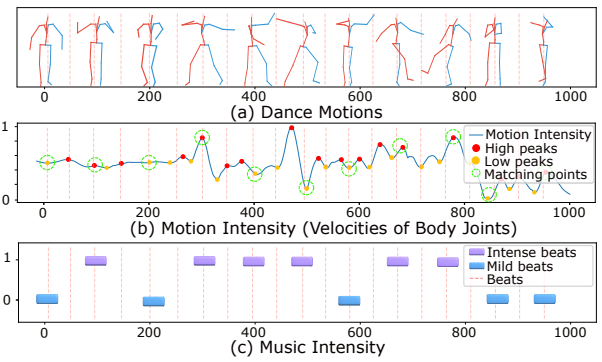 0 200 400 600 800 1000
(a) Dance Motions
1
0
Motion Intensity
High peaks
Low peaks
Matching points
0 200 400 600 800 1000
(b) Motion Intensity (Velocities of Body Joints)
1
0
Intense beats
Mild beats
Beats
0 200 400 600 800 1000
(c) Music Intensity